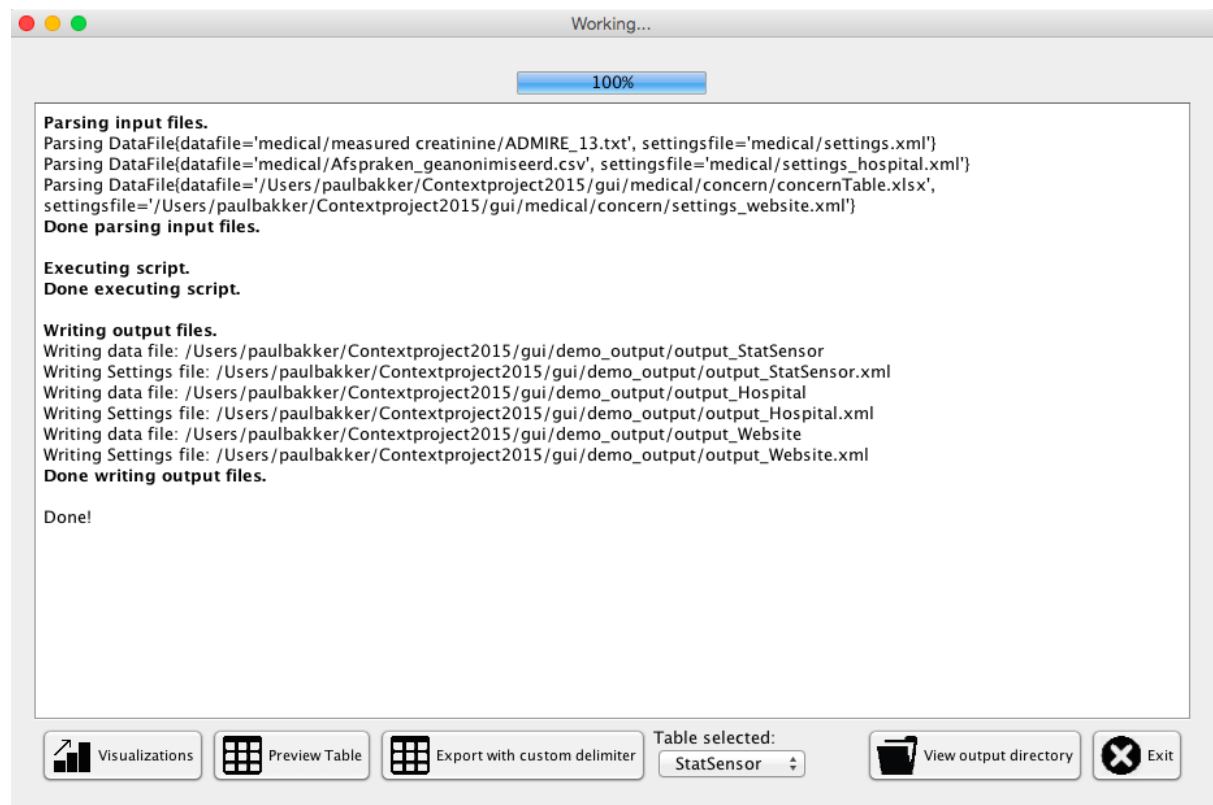 Working...
100%
Parsing input files.
Parsing DataFile{datafile='medical/measured creatinine/ADMIRE_13.txt', settingsfile='medical/settings.xml'}
Parsing DataFile{datafile='medical/Afspraken_geanonimiseerd.csv', settingsfile='medical/settings_hospital.xml'}
Parsing DataFile{datafile='/Users/paulbakker/Contextproject2015/gui/medical/concern/concernTable.xlsx',
settingsfile='/Users/paulbakker/Contextproject2015/gui/medical/concern/settings_website.xml'}
Done parsing input files.
Executing script.
Done executing script.
Writing output files.
Writing data file: /Users/paulbakker/Contextproject2015/gui/demo_output/output_StatSensor
Writing Settings file: /Users/paulbakker/Contextproject2015/gui/demo_output/output_StatSensor.xml
Writing data file: /Users/paulbakker/Contextproject2015/gui/demo_output/output_Hospital
Writing Settings file: /Users/paulbakker/Contextproject2015/gui/demo_output/output_Hospital.xml
Writing data file: /Users/paulbakker/Contextproject2015/gui/demo_output/output_Website
Writing Settings file: /Users/paulbakker/Contextproject2015/gui/demo_output/output_Website.xml
Done writing output files.
Done!
Visualizations
Preview Table
Export with custom delimiter
Table selected:
StatSensor
View output directory
Exit